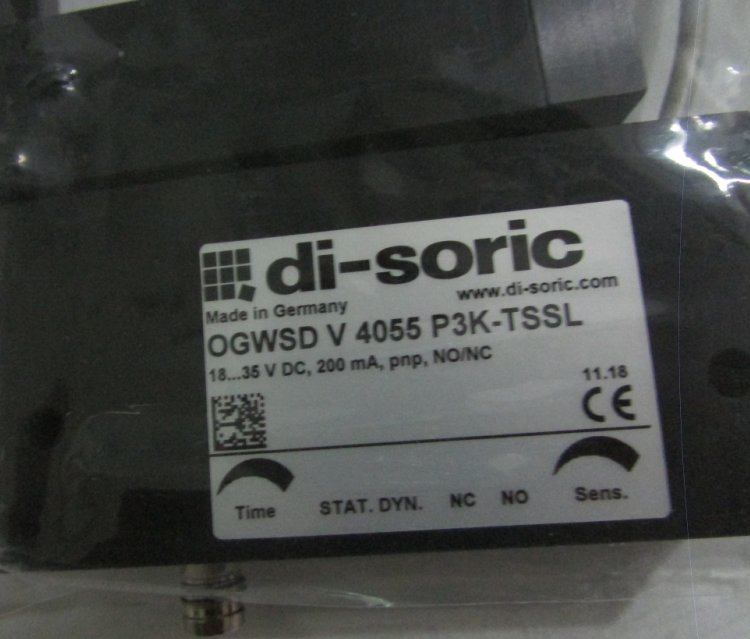 di-soric
www.di-soric.com
Made in Germany
OGWSD V 4055 P3K-TSSL
18...35 V DC, 200 mA, pnp, NO/NC
11.18
CE
Time STAT. DYN. NC NO Sens.